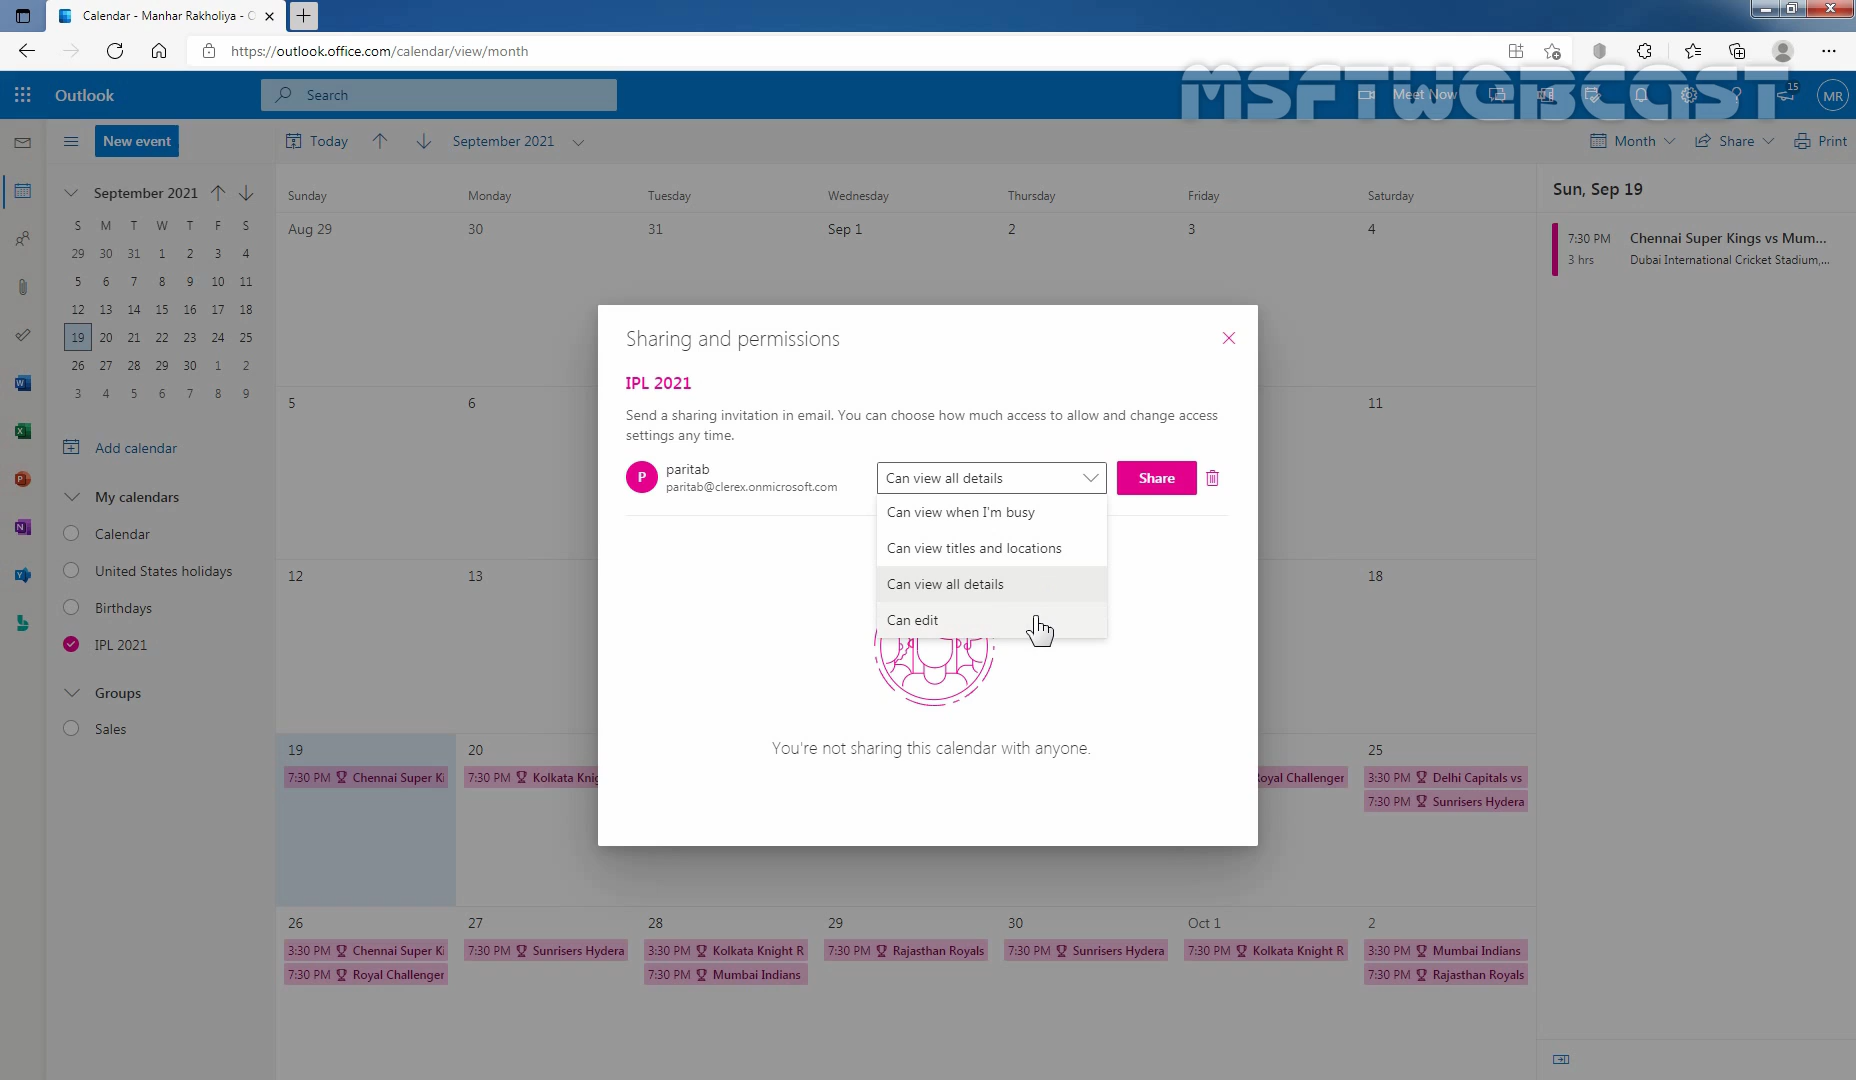 Calendar - Manhar Rakholiya - O
https://outlook.office.com/calendar/view/month
MSFTWEBCAST
Outlook
Search
Meet Now
15
MR
New event
Today
September 2021
Month
Share
Print
September 2021
S M T W T F S
29 30 31 1 2 3 4
5 6 7 8 9 10 11
12 13 14 15 16 17 18
19 20 21 22 23 24 25
26 27 28 29 30 1 2
3 4 5 6 7 8 9
Add calendar
My calendars
Calendar
United States holidays
Birthdays
IPL 2021
Groups
Sales
Sunday Monday Tuesday Wednesday Thursday Friday Saturday
Aug 29 30 31 Sep 1 2 3 4
5 6 11
12 13 18
19 20 25
7:30 PM Chennai Super Ki
7:30 PM Kolkata Knig
Royal Challenger
3:30 PM Delhi Capitals vs
7:30 PM Sunrisers Hydera
26 27 28 29 30 Oct 1 2
3:30 PM Chennai Super Ki
7:30 PM Royal Challenger
7:30 PM Sunrisers Hydera
3:30 PM Kolkata Knight R
7:30 PM Mumbai Indians
7:30 PM Rajasthan Royals
7:30 PM Sunrisers Hydera
7:30 PM Kolkata Knight R
3:30 PM Mumbai Indians
7:30 PM Rajasthan Royals
Sun, Sep 19
7:30 PM Chennai Super Kings vs Mum...
3 hrs Dubai International Cricket Stadium,...
Sharing and permissions
IPL 2021
Send a sharing invitation in email. You can choose how much access to allow and change access
settings any time.
P
paritab
paritab@clerex.onmicrosoft.com
Can view all details
Share
Can view when I'm busy
Can view titles and locations
Can view all details
Can edit
You're not sharing this calendar with anyone.